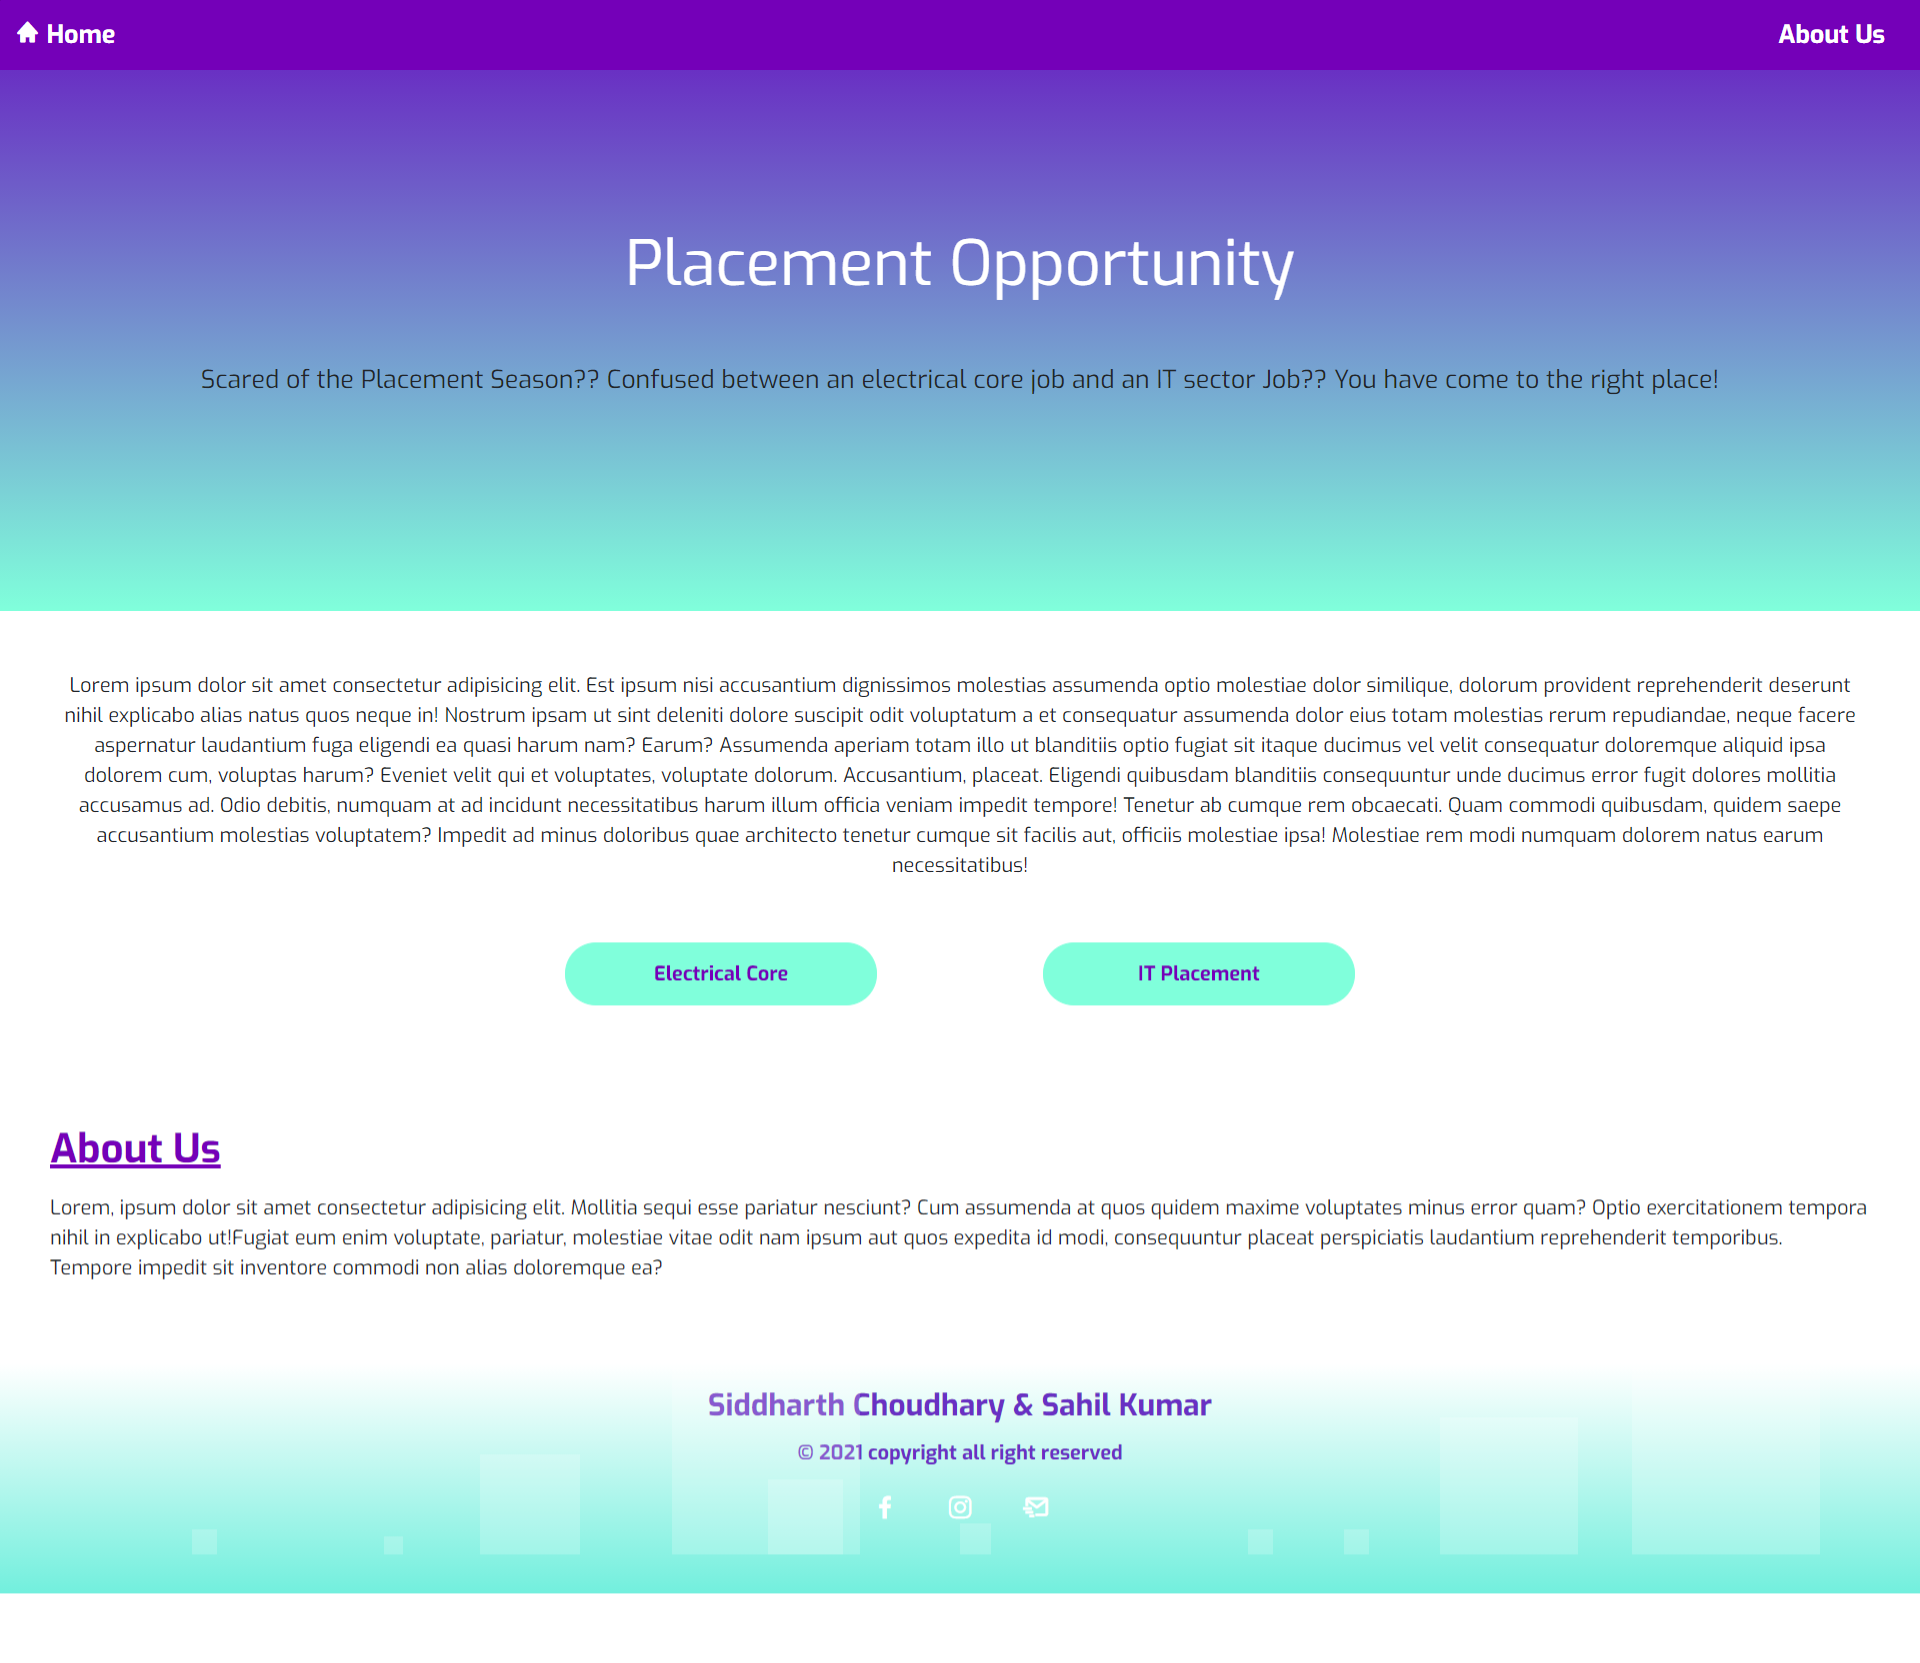 Home
About Us
Placement Opportunity
Scared of the Placement Season?? Confused between an electrical core job and an IT sector Job?? You have come to the right place!
Lorem ipsum dolor sit amet consectetur adipisicing elit. Est ipsum nisi accusantium dignissimos molestias assumenda optio molestiae dolor similique, dolorum provident reprehenderit deserunt
nihil explicabo alias natus quos neque in! Nostrum ipsam ut sint deleniti dolore suscipit odit voluptatum a et consequatur assumenda dolor eius totam molestias rerum repudiandae, neque facere
aspernatur laudantium fuga eligendi ea quasi harum nam? Earum? Assumenda aperiam totam illo ut blanditiis optio fugiat sit itaque ducimus vel velit consequatur doloremque aliquid ipsa
dolorem cum, voluptas harum? Eveniet velit qui et voluptates, voluptate dolorum. Accusantium, placeat. Eligendi quibusdam blanditiis consequuntur unde ducimus error fugit dolores mollitia
accusamus ad. Odio debitis, numquam at ad incidunt necessitatibus harum illum officia veniam impedit tempore! Tenetur ab cumque rem obcaecati. Quam commodi quibusdam, quidem saepe
accusantium molestias voluptatem? Impedit ad minus doloribus quae architecto tenetur cumque sit facilis aut, officiis molestiae ipsa! Molestiae rem modi numquam dolorem natus earum
necessitatibus!
Electrical Core
IT Placement
About Us
Lorem, ipsum dolor sit amet consectetur adipisicing elit. Mollitia sequi esse pariatur nesciunt? Cum assumenda at quos quidem maxime voluptates minus error quam? Optio exercitationem tempora
nihil in explicabo ut!Fugiat eum enim voluptate, pariatur, molestiae vitae odit nam ipsum aut quos expedita id modi, consequuntur placeat perspiciatis laudantium reprehenderit temporibus.
Tempore impedit sit inventore commodi non alias doloremque ea?
Siddharth Choudhary & Sahil Kumar
© 2021 copyright all right reserved